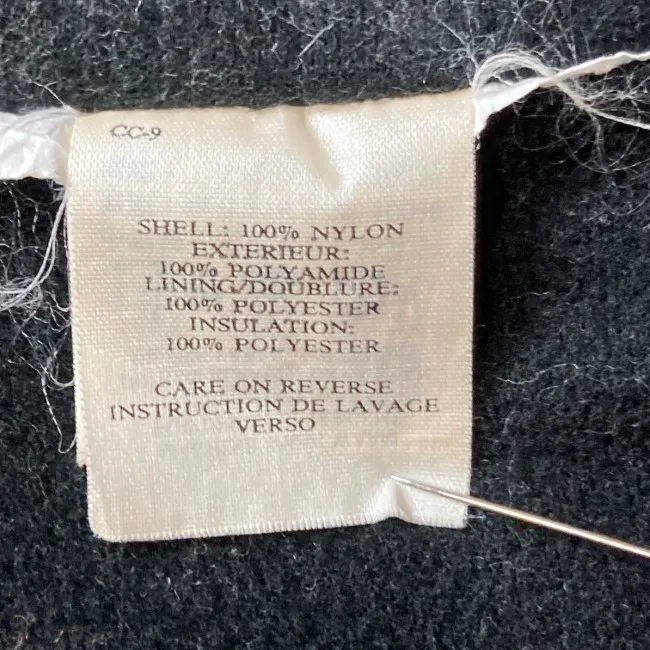 CC-9
SHELL: 100% NYLON
EXTERIEUR:
100% POLYAMIDE
LINING/DOUBLURE:
100% POLYESTER
INSULATION:
100% POLYESTER
CARE ON REVERSE
INSTRUCTION DE LAVAGE
VERSO